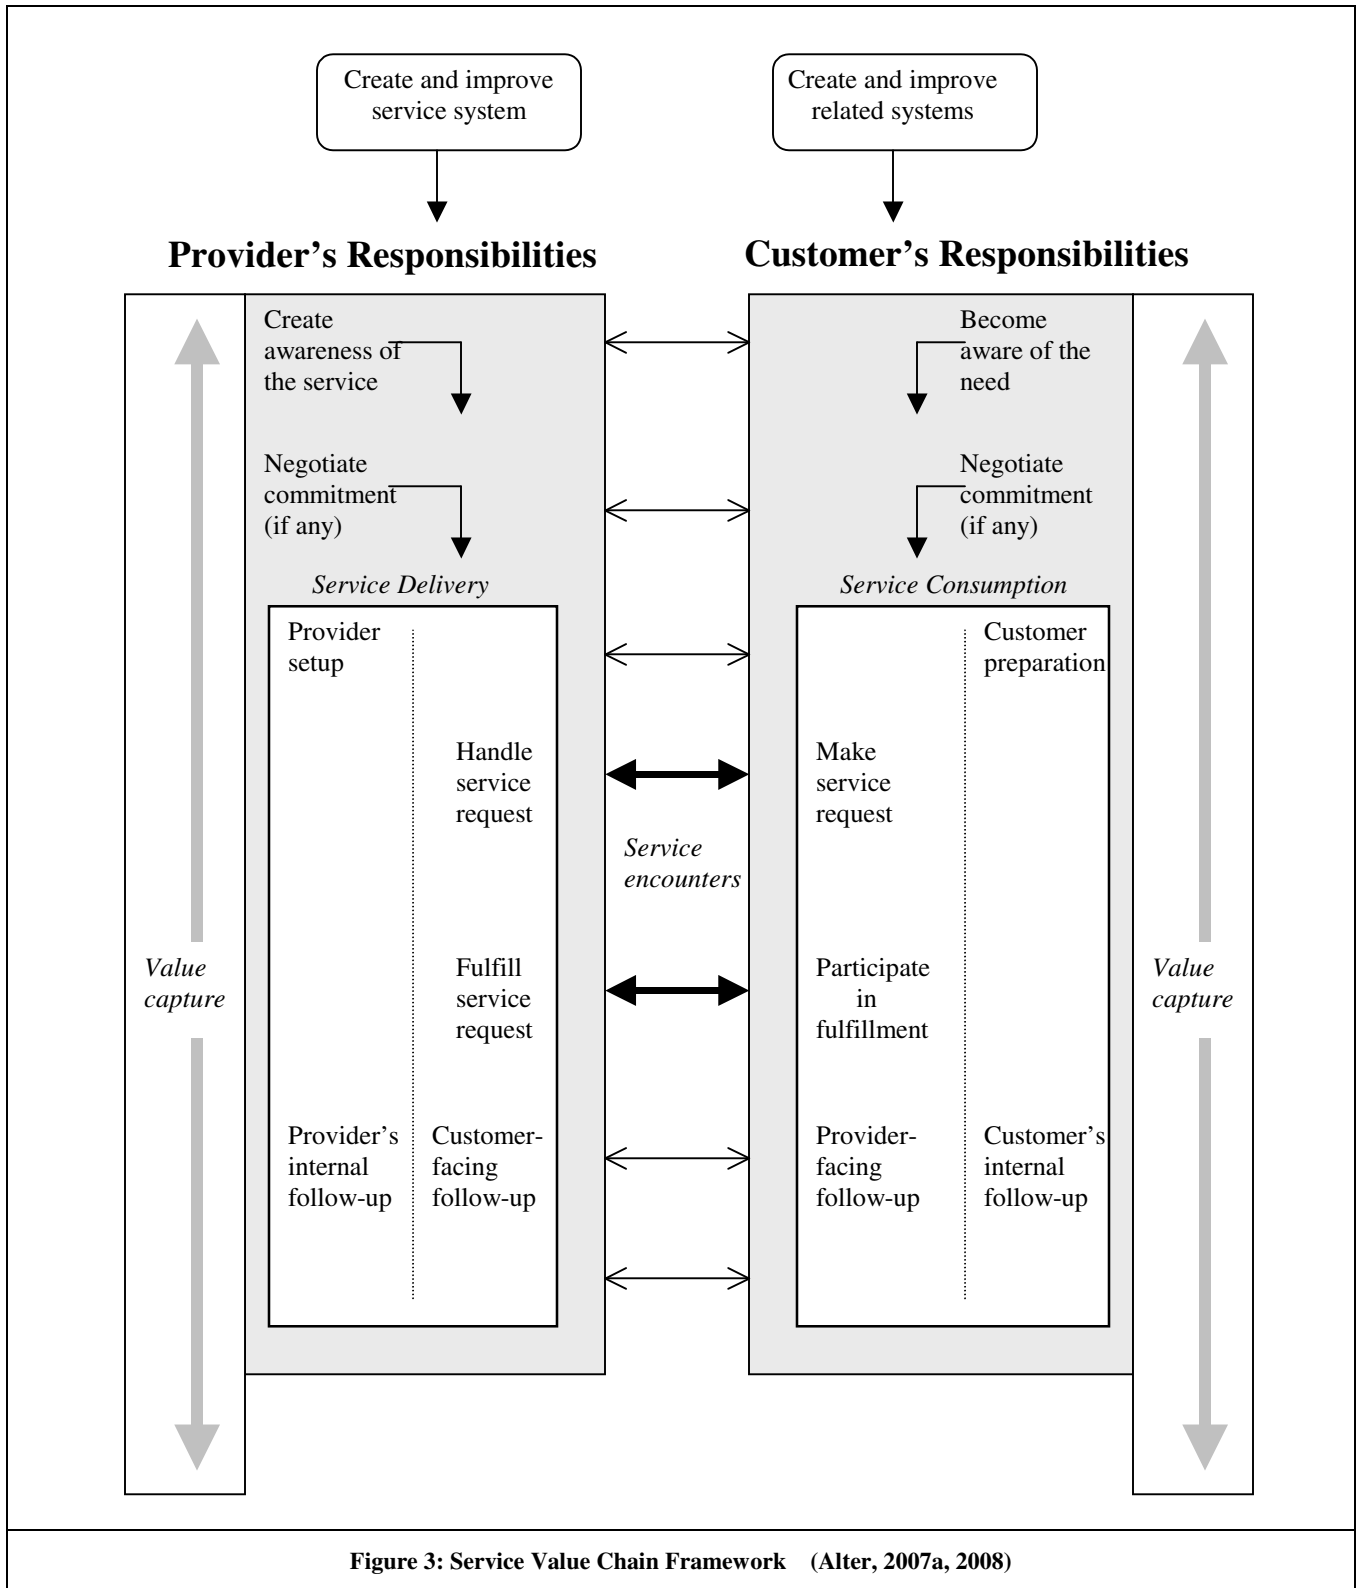 Create and improve
service system
Create and improve
related systems
Provider's Responsibilities
Customer's Responsibilities
Create
awareness of
the service
Become
aware of the
need
Negotiate
commitment
(if any)
Negotiate
commitment
(if any)
Service Delivery
Service Consumption
Provider
setup
Customer
preparation
Handle
service
request
Make
service
request
Service
encounters
Value
capture
Fulfill
service
request
Participate
in
fulfillment
Value
capture
Provider's
internal
follow-up
Customer-
facing
follow-up
Provider-
facing
follow-up
Customer's
internal
follow-up
Figure 3: Service Value Chain Framework (Alter, 2007a, 2008)